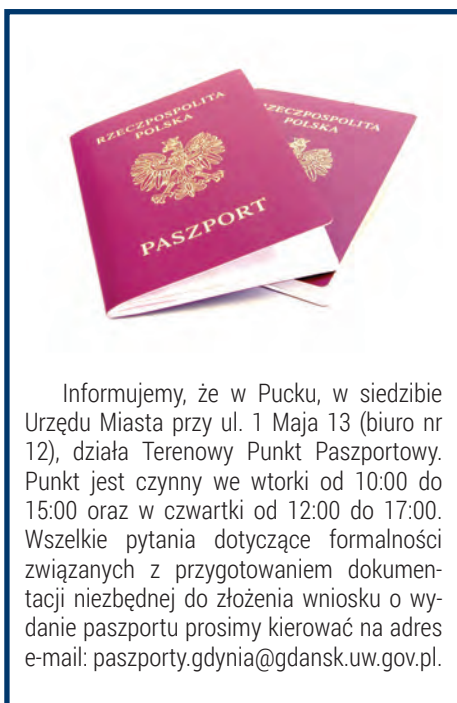 RZECZPOSPOLITA
POLSKA
PASZPORT
RZECZPOSPOLITA
POLSKA
Informujemy, że w Pucku, w siedzibie
Urzędu Miasta przy ul. 1 Maja 13 (biuro nr
12), działa Terenowy Punkt Paszportowy.
Punkt jest czynny we wtorki od 10:00 do
15:00 oraz w czwartki od 12:00 do 17:00.
Wszelkie pytania dotyczące formalności
związanych z przygotowaniem dokumen-
tacji niezbędnej do złożenia wniosku o wy-
danie paszportu prosimy kierować na adres
e-mail: paszporty.gdynia@gdansk.uw.gov.pl.